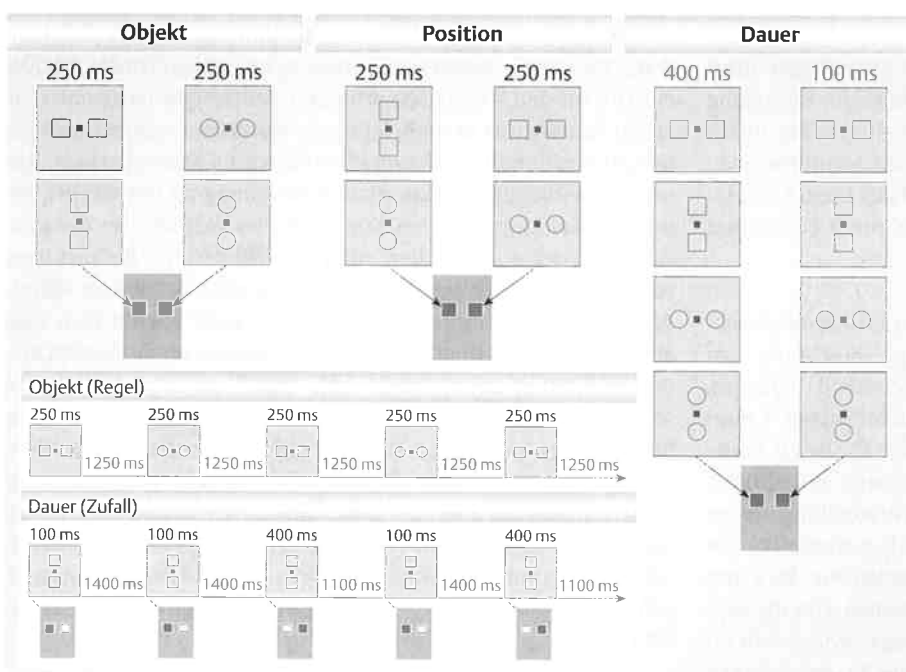 Objekt
Position
Dauer
250 ms 250 ms
250 ms 250 ms
400 ms 100 ms
Objekt (Regel)
250 ms 250 ms 250 ms 250 ms 250 ms
1250 ms 1250 ms 1250 ms 1250 ms 1250 ms
Dauer (Zufall)
100 ms 100 ms 400 ms 100 ms 400 ms
1400 ms 1400 ms 1100 ms 1400 ms 1100 ms